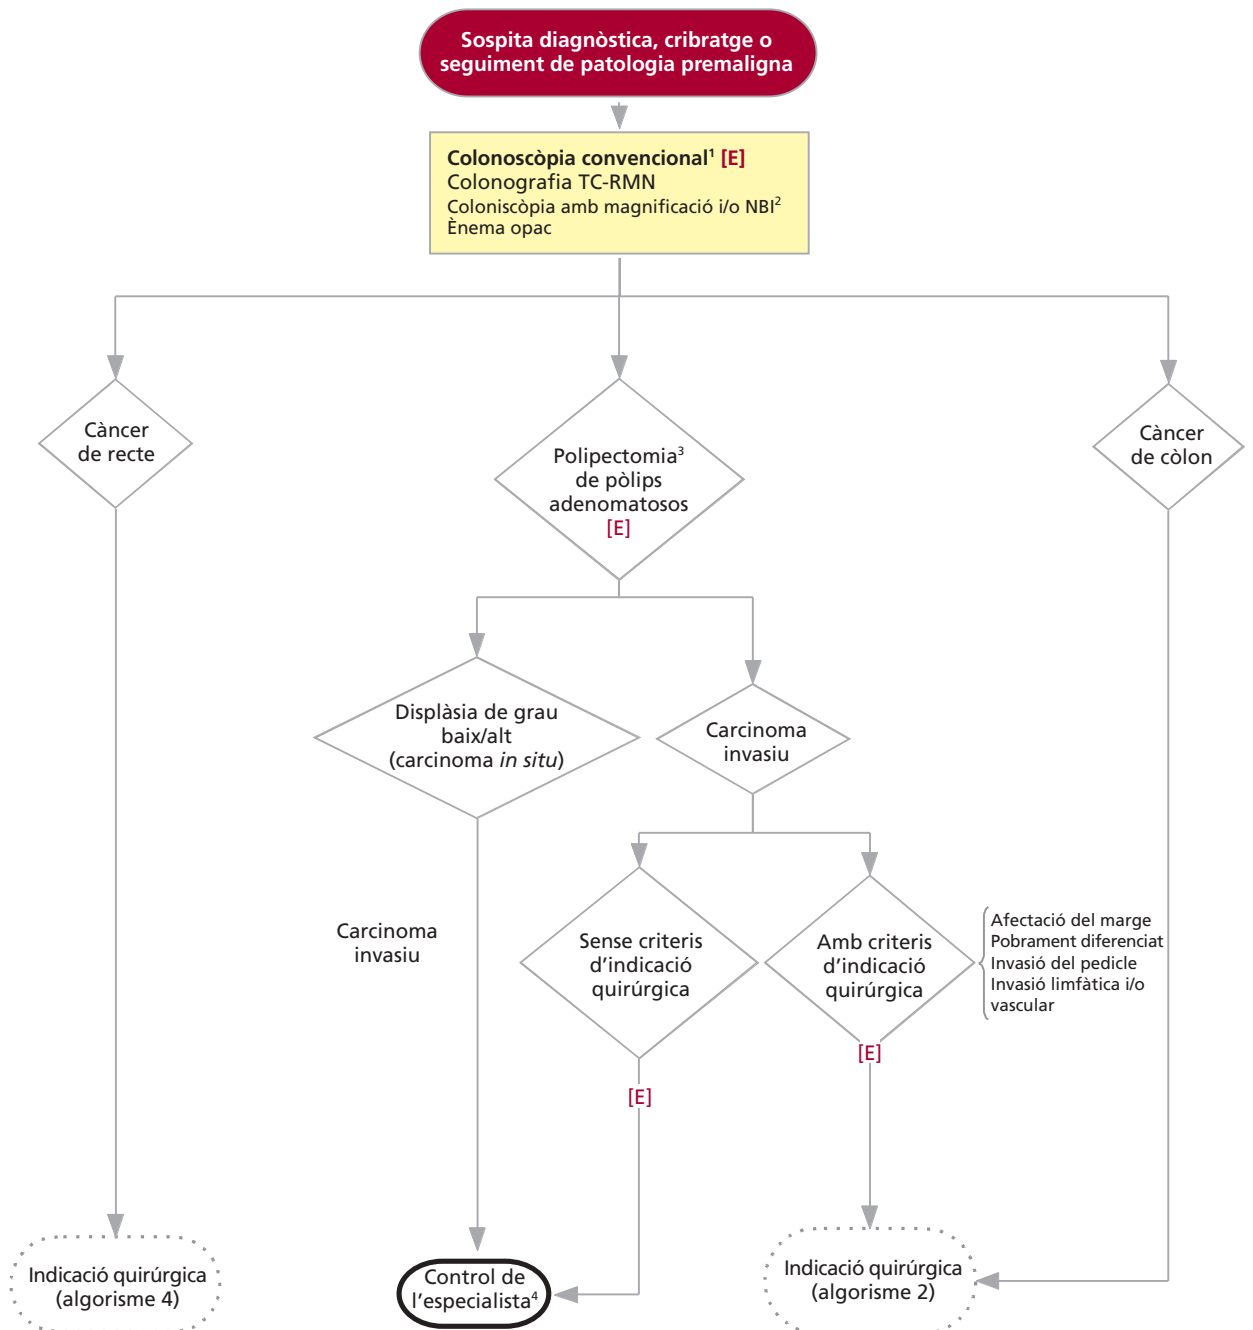 Sospita diagnòstica, cribratge o
seguiment de patologia premaligna
Colonoscòpia convencional¹ [E]
Colonografia TC-RMN
Coloniscòpia amb magnificació i/o NBI²
Ènema opac
Càncer
de recte
Polipectomia³
de pòlips
adenomatosos
[E]
Càncer
de còlon
Displàsia de grau
baix/alt
(carcinoma in situ)
Carcinoma
invasiu
Carcinoma
invasiu
Sense criteris
d’indicació
quirúrgica
[E]
Amb criteris
d’indicació
quirúrgica
[E]
Afectació del marge
Pobrament diferenciat
Invasió del pedicle
Invasió limfàtica i/o
vascular
Indicació quirúrgica
(algorisme 4)
Control de
l’especialista⁴
Indicació quirúrgica
(algorisme 2)